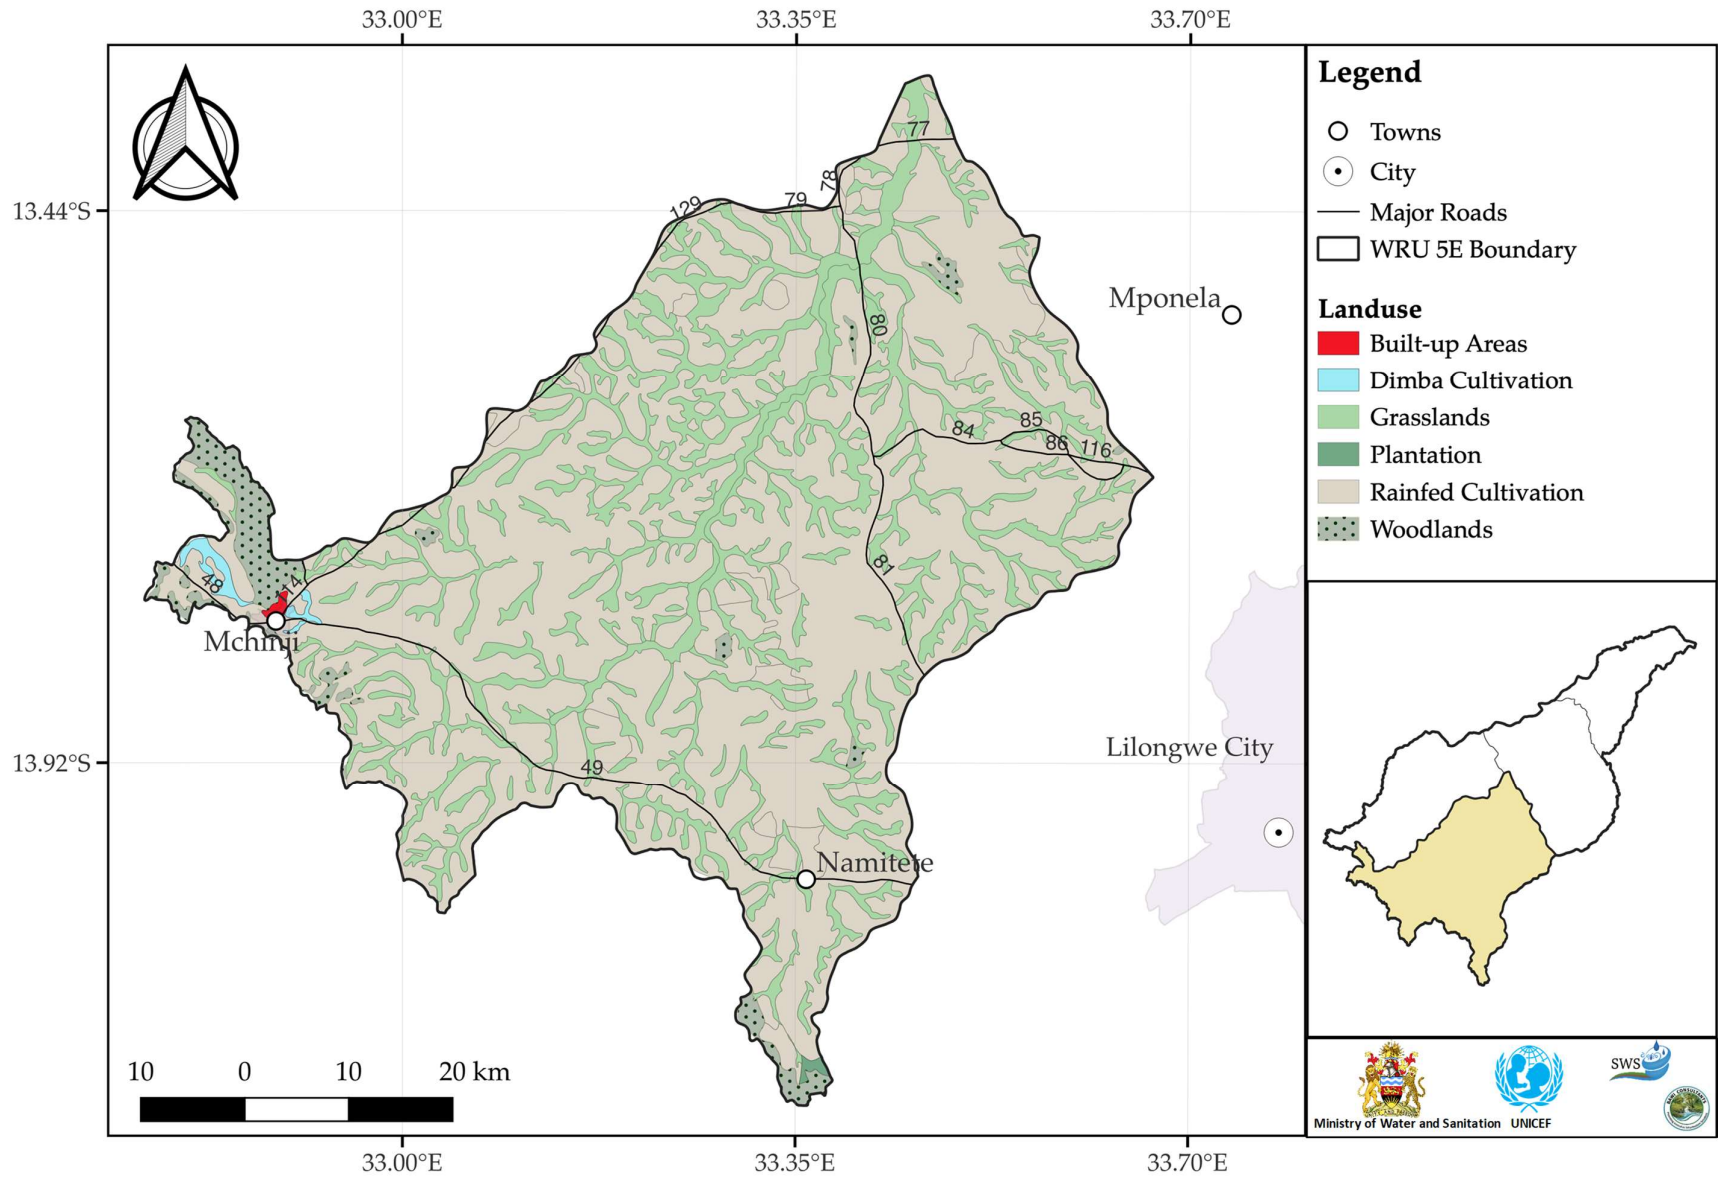 33.00°E
33.35°E
33.70°E
77
78
79
129
13.44°S
Mponela
80
85
84
86
116
48
114
81
Mchinji
Lilongwe City
13.92°S
49
Namitete
10
0
10
20 km
33.00°E
33.35°E
33.70°E
Legend
Towns
City
Major Roads
WRU 5E Boundary
Landuse
Built-up Areas
Dimba Cultivation
Grasslands
Plantation
Rainfed Cultivation
Woodlands
SWS
Ministry of Water and Sanitation
UNICEF